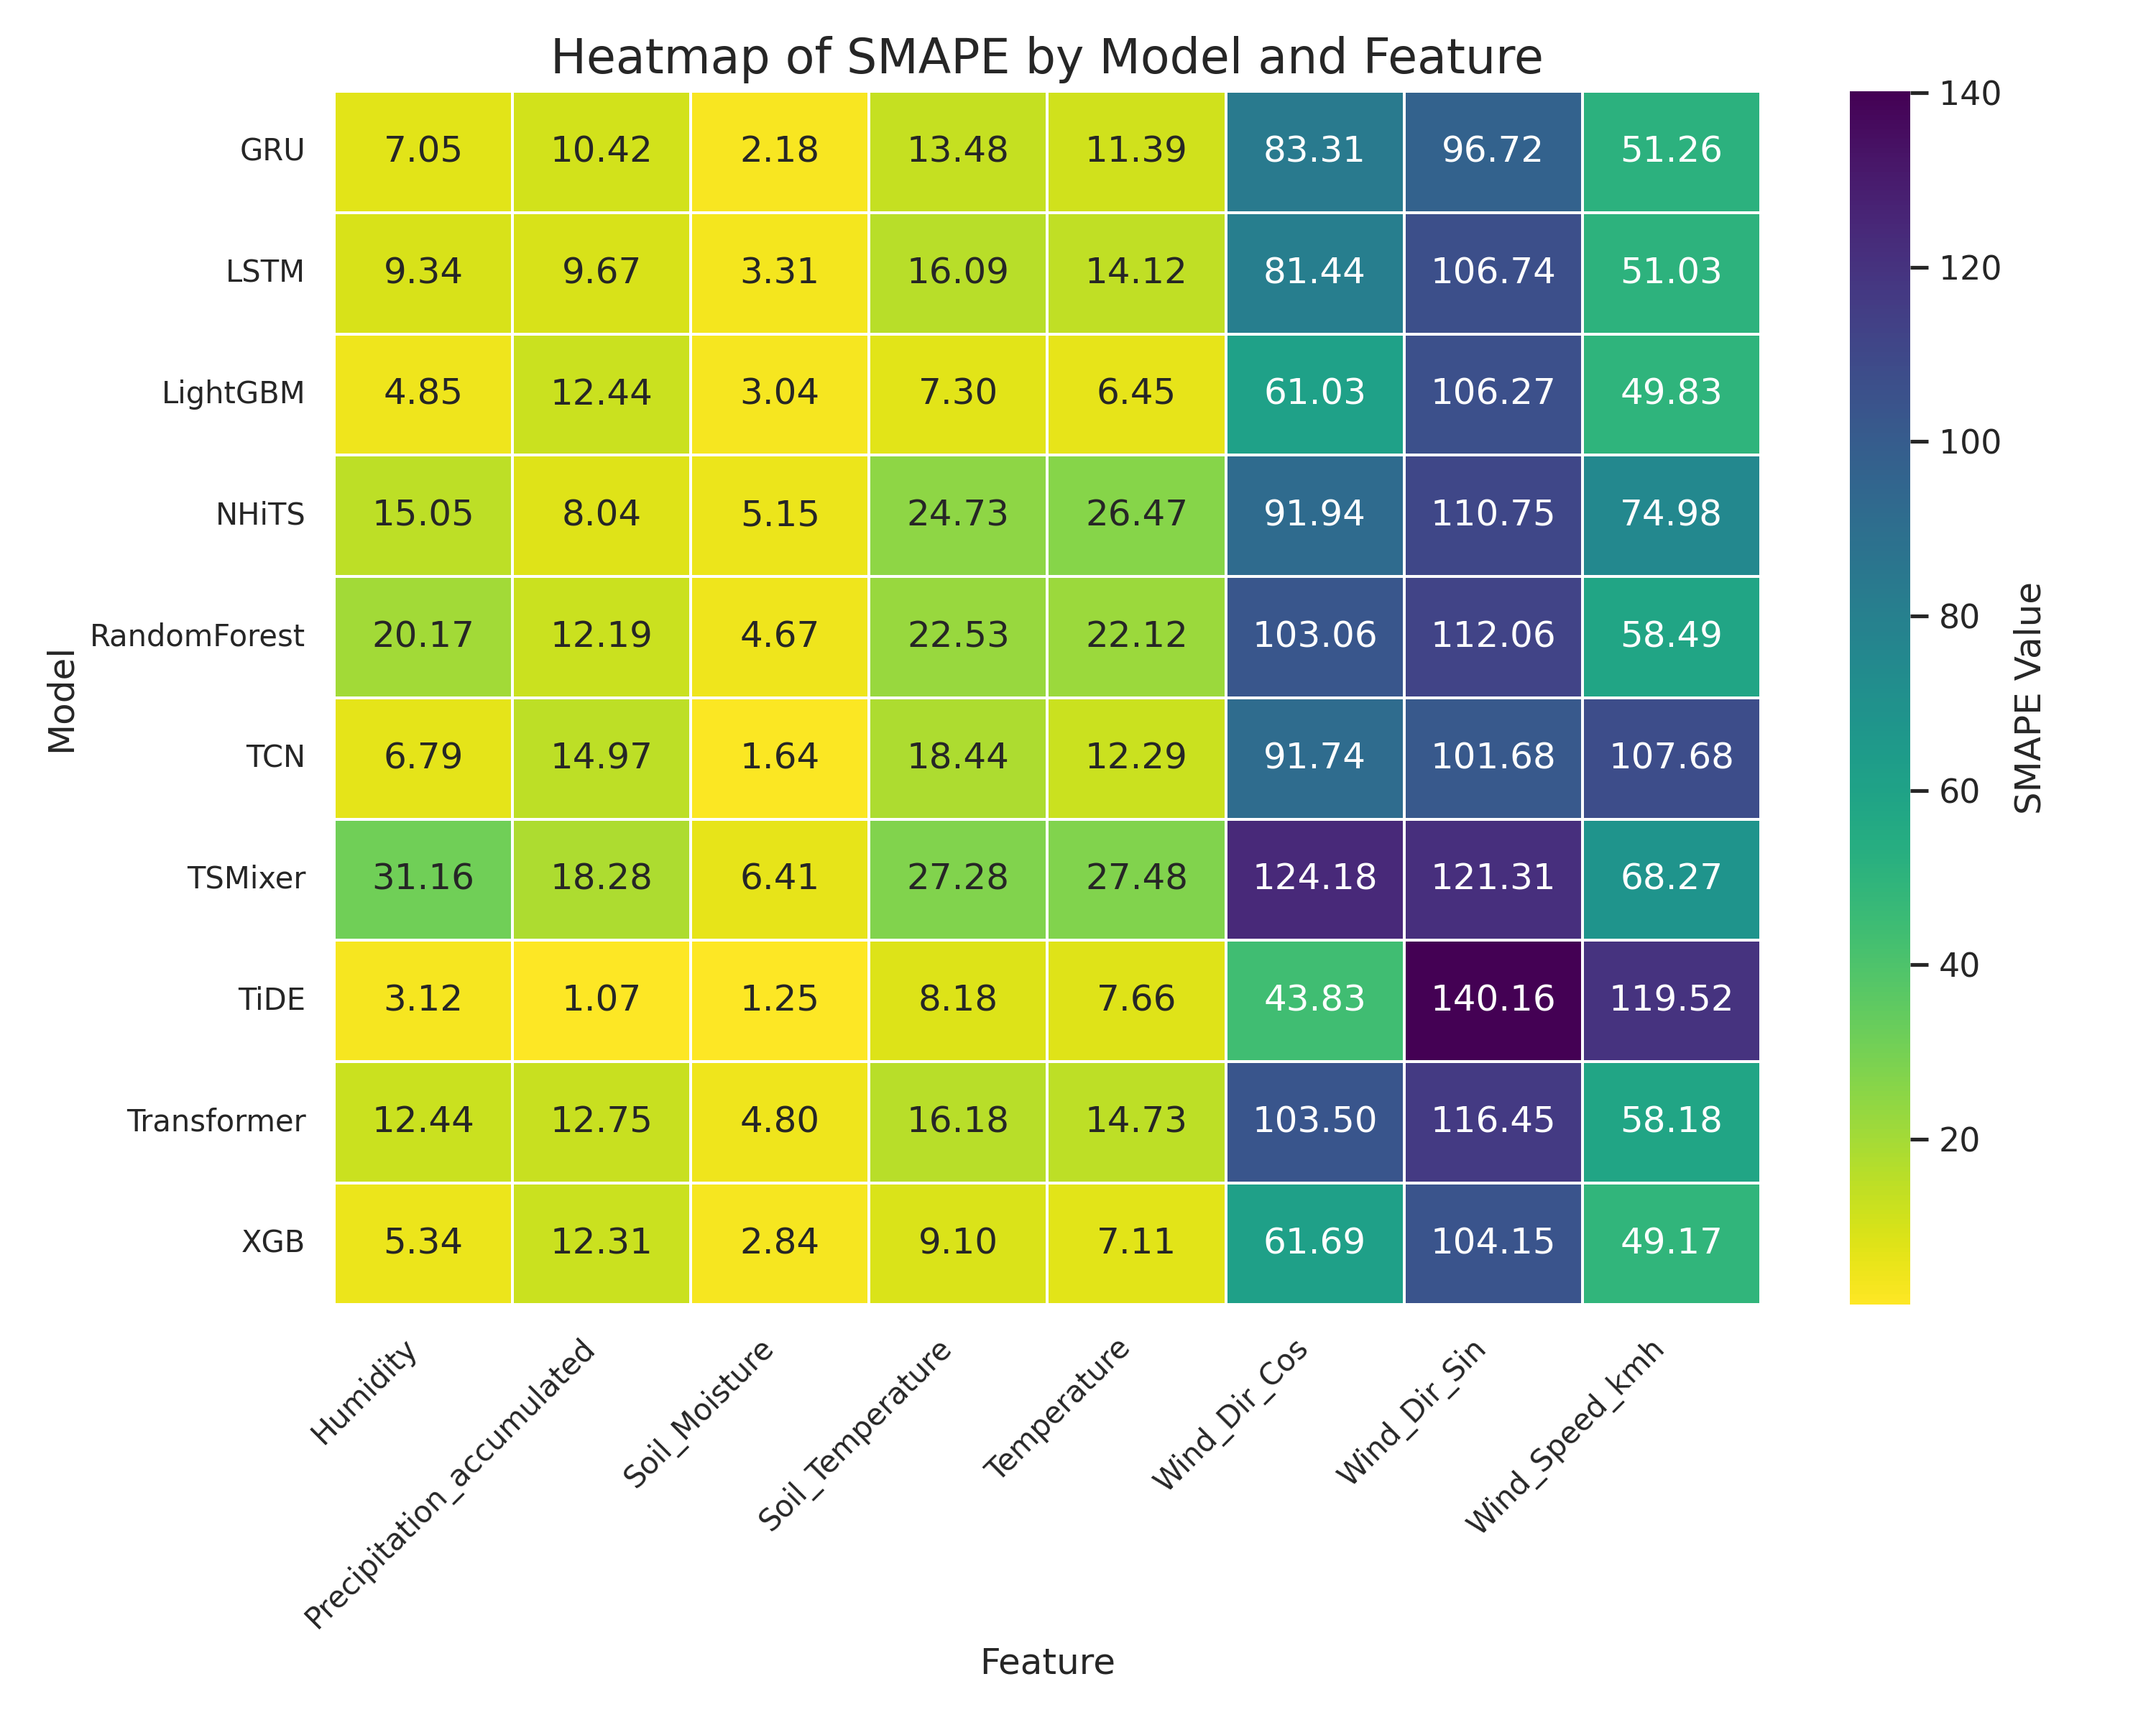 Heatmap of SMAPE by Model and Feature
Model
GRU 7.05 10.42 2.18 13.48 11.39 83.31 96.72 51.26
LSTM 9.34 9.67 3.31 16.09 14.12 81.44 106.74 51.03
LightGBM 4.85 12.44 3.04 7.30 6.45 61.03 106.27 49.83
NHiTS 15.05 8.04 5.15 24.73 26.47 91.94 110.75 74.98
RandomForest 20.17 12.19 4.67 22.53 22.12 103.06 112.06 58.49
TCN 6.79 14.97 1.64 18.44 12.29 91.74 101.68 107.68
TSMixer 31.16 18.28 6.41 27.28 27.48 124.18 121.31 68.27
TiDE 3.12 1.07 1.25 8.18 7.66 43.83 140.16 119.52
Transformer 12.44 12.75 4.80 16.18 14.73 103.50 116.45 58.18
XGB 5.34 12.31 2.84 9.10 7.11 61.69 104.15 49.17
Humidity
Precipitation_accumulated
Soil_Moisture
Soil_Temperature
Temperature
Wind_Dir_Cos
Wind_Dir_Sin
Wind_Speed_kmh
Feature
140
120
100
80
60
40
20
SMAPE Value